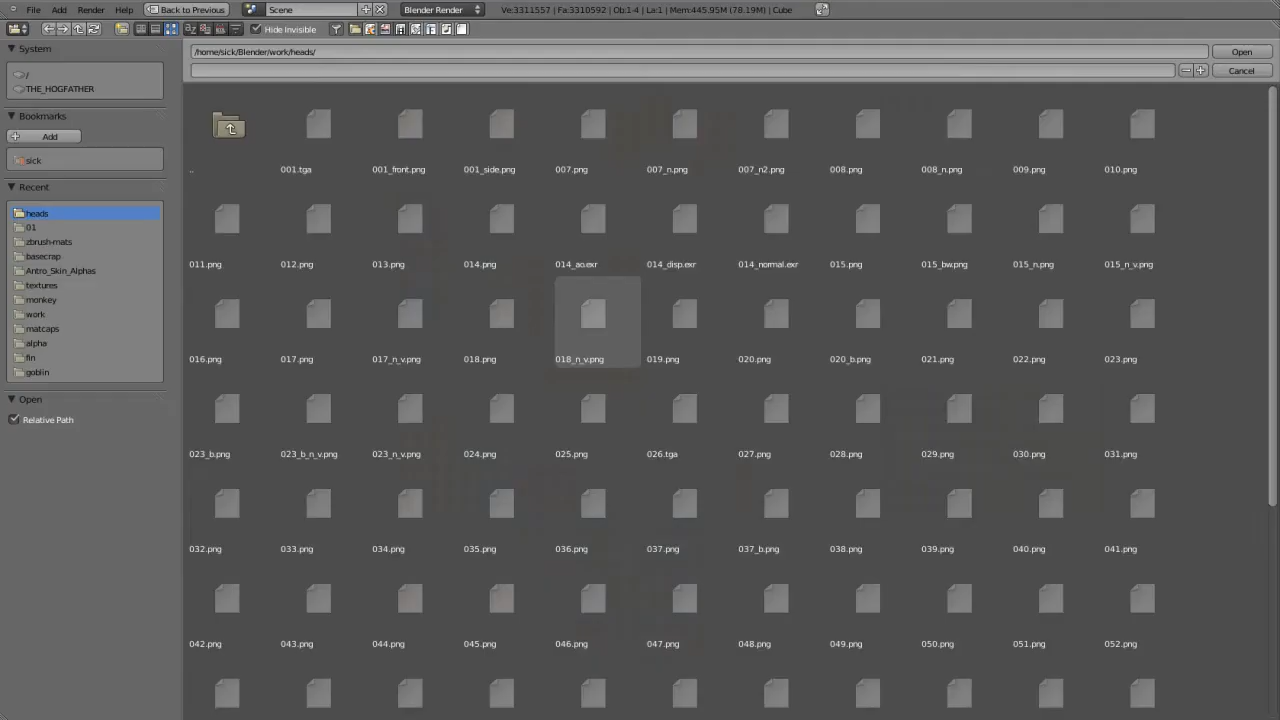 File Add Render Help Back to Previous Scene Blender Render Ve:3311557 | Fa:3310592 | Ob:1-4 | La:1 | Mem:445.95M (78.19M) | Cube
Hide Invisible
System
/
THE_HOGFATHER
Bookmarks
Add
sick
Recent
heads
01
zbrush-mats
basecrap
Antro_Skin_Alphas
textures
monkey
work
matcaps
alpha
fin
goblin
Open
Relative Path
/home/sick/Blender/work/heads/ Open
Cancel
.. 001.tga 001_front.png 001_side.png 007.png 007_n.png 007_n2.png 008.png 008_n.png 009.png 010.png
011.png 012.png 013.png 014.png 014_ao.exr 014_disp.exr 014_normal.exr 015.png 015_bw.png 015_n.png 015_n_v.png
016.png 017.png 017_n_v.png 018.png 018_n_v.png 019.png 020.png 020_b.png 021.png 022.png 023.png
023_b.png 023_b_n_v.png 023_n_v.png 024.png 025.png 026.tga 027.png 028.png 029.png 030.png 031.png
032.png 033.png 034.png 035.png 036.png 037.png 037_b.png 038.png 039.png 040.png 041.png
042.png 043.png 044.png 045.png 046.png 047.png 048.png 049.png 050.png 051.png 052.png